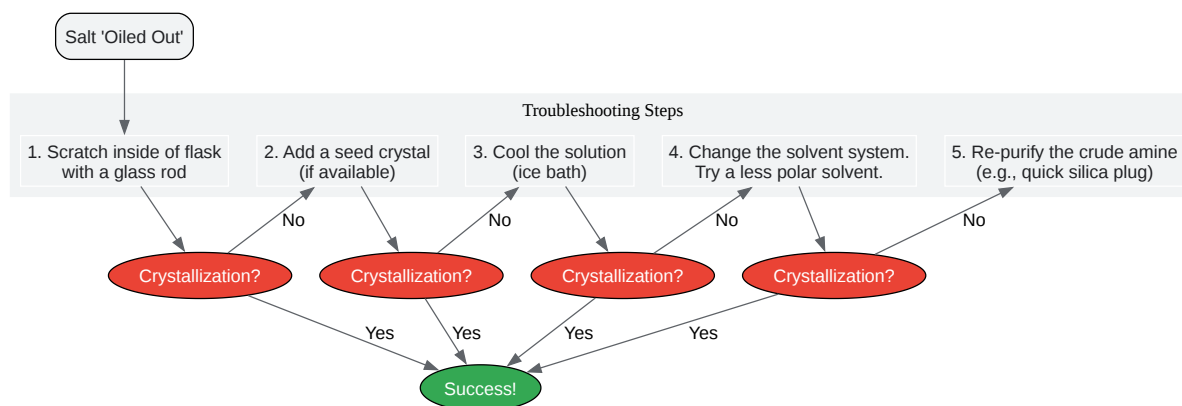 Salt 'Oiled Out'
Troubleshooting Steps
1. Scratch inside of flask
with a glass rod
2. Add a seed crystal
(if available)
3. Cool the solution
(ice bath)
4. Change the solvent system.
Try a less polar solvent.
5. Re-purify the crude amine
(e.g., quick silica plug)
No
No
No
No
Crystallization?
Crystallization?
Crystallization?
Crystallization?
Yes
Yes
Yes
Yes
Success!